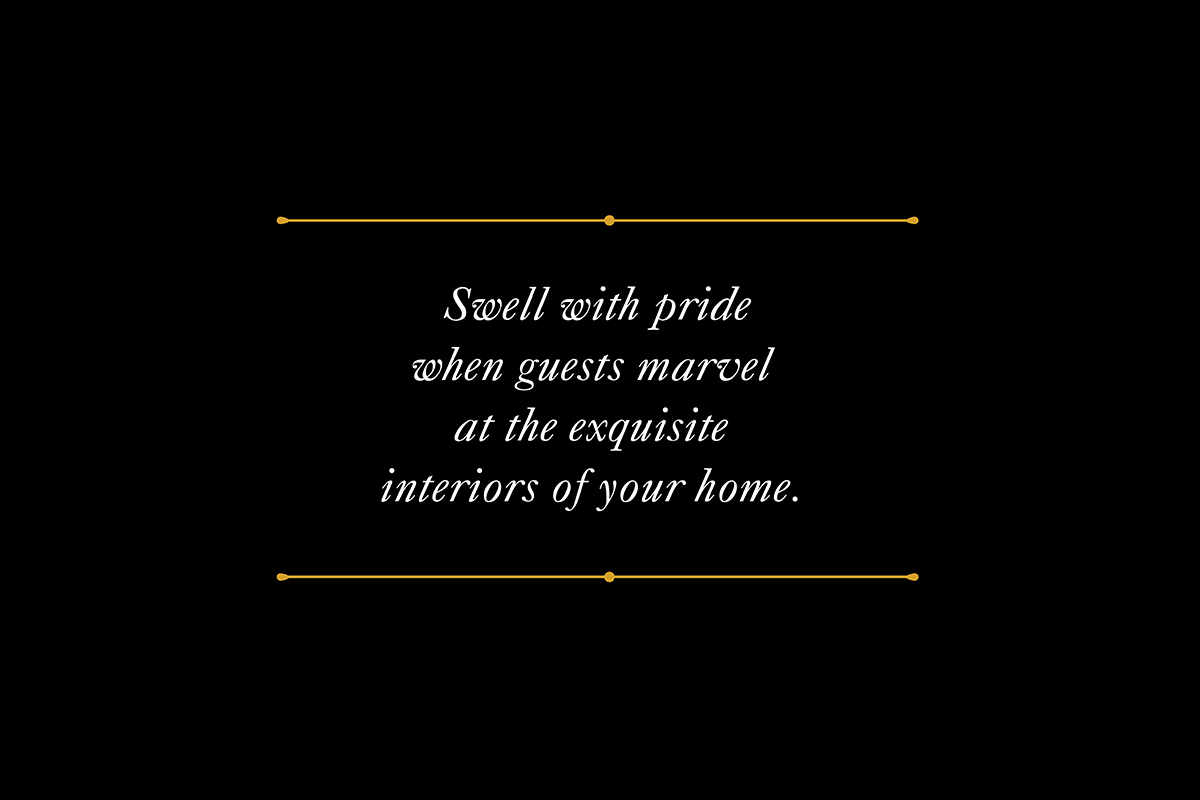 Swell with pride
when guests marvel
at the exquisite
interiors of your home.